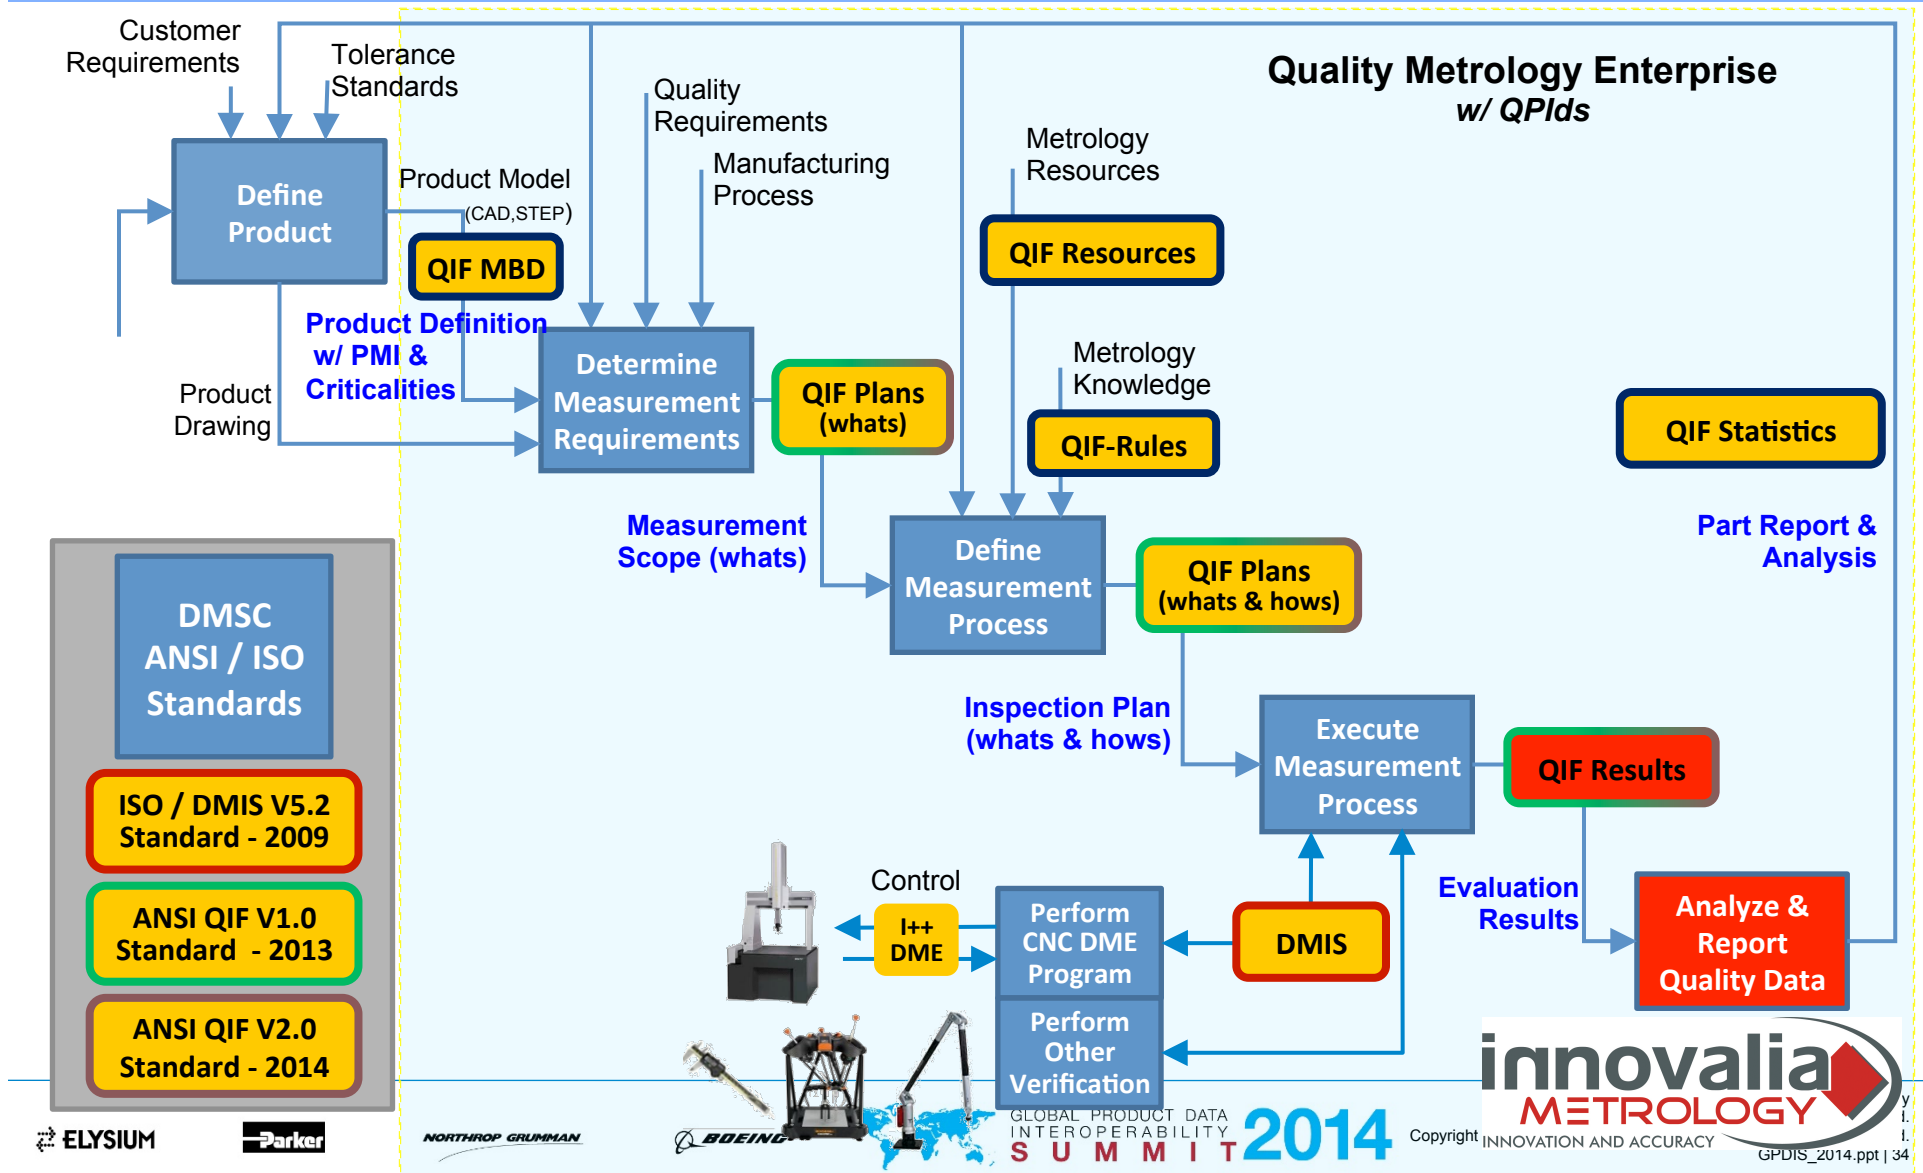 Customer
Requirements
Tolerance
Standards
Quality
Requirements
Manufacturing
Process
Quality Metrology Enterprise
w/ QPIds
Metrology
Resources
Define
Product
Product Model
(CAD,STEP)
QIF MBD
QIF Resources
Product Definition
w/ PMI &
Criticalities
Product
Drawing
Determine
Measurement
Requirements
QIF Plans
(whats)
Metrology
Knowledge
QIF-Rules
QIF Statistics
Measurement
Scope (whats)
Define
Measurement
Process
QIF Plans
(whats & hows)
Part Report &
Analysis
DMSC
ANSI / ISO
Standards
Inspection Plan
(whats & hows)
Execute
Measurement
Process
QIF Results
ISO / DMIS V5.2
Standard - 2009
ANSI QIF V1.0
Standard - 2013
ANSI QIF V2.0
Standard - 2014
Control
I++
DME
Perform
CNC DME
Program
DMIS
Evaluation
Results
Analyze &
Report
Quality Data
Perform
Other
Verification
innovalia
METROLOGY
INNOVATION AND ACCURACY
ELYSIUM
Parker
NORTHROP GRUMMAN
BOEING
GLOBAL PRODUCT DATA
INTEROPERABILITY
SUMMIT
2014
Copyright
GPDIS_2014.ppt | 34